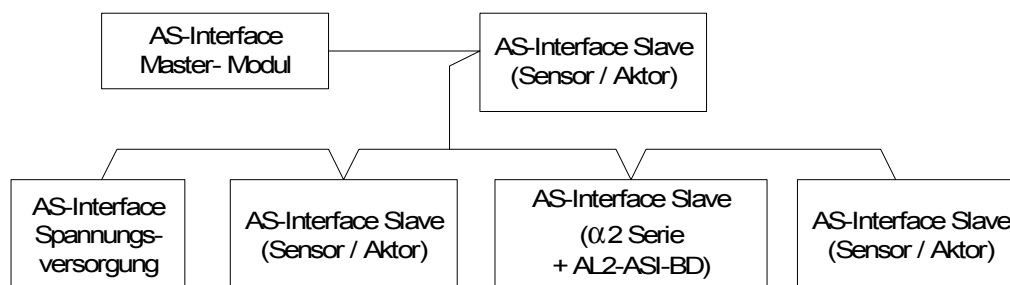 AS-Interface
Master- Modul
AS-Interface Slave
(Sensor / Aktor)
AS-Interface
Spannungs-
versorgung
AS-Interface Slave
(Sensor / Aktor)
AS-Interface Slave
(α2 Serie
+ AL2-ASI-BD)
AS-Interface Slave
(Sensor / Aktor)